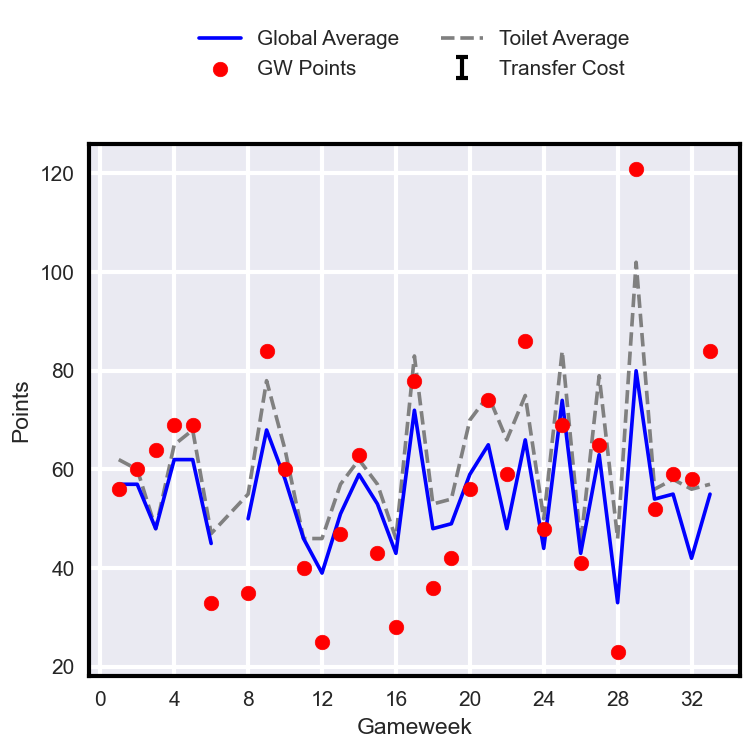 Global Average
Toilet Average
GW Points
Transfer Cost
120
100
80
60
40
20
Points
0 4 8 12 16 20 24 28 32
Gameweek